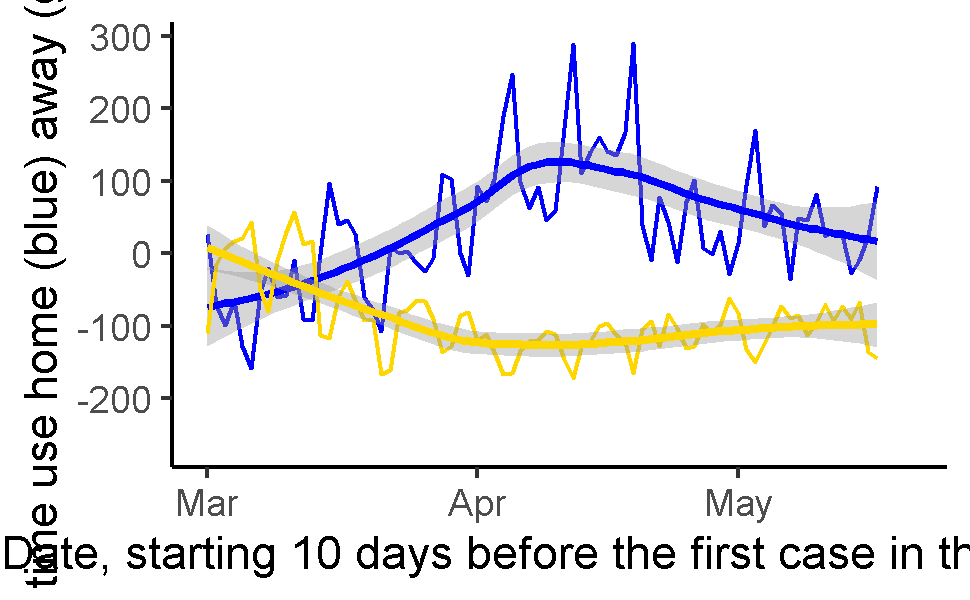 time use home (blue) away (
300
200
100
0
-100
-200
Mar
Apr
May
Date, starting 10 days before the first case in th